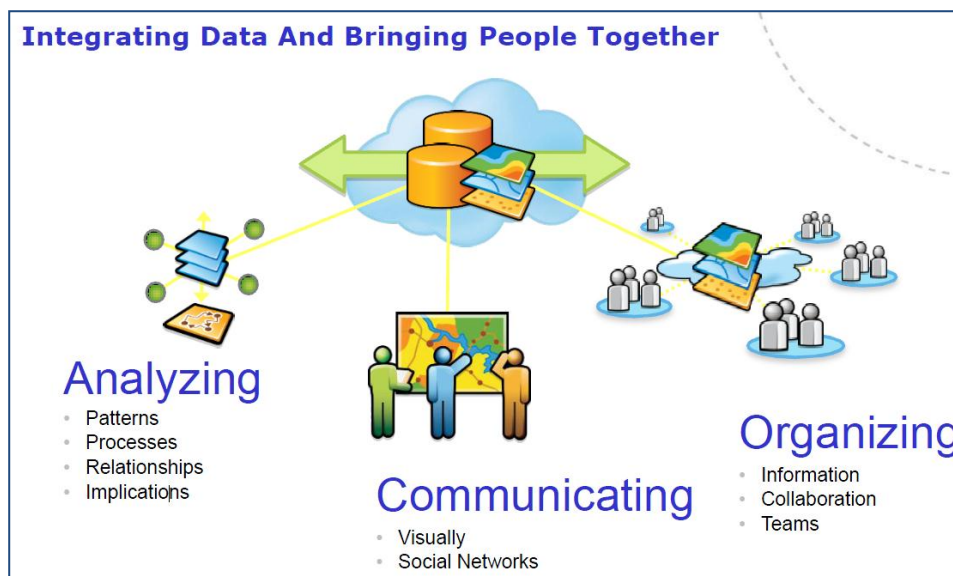 Integrating Data And Bringing People Together
Analyzing
• Patterns
• Processes
• Relationships
• Implications
Communicating
• Visually
• Social Networks
Organizing
• Information
• Collaboration
• Teams